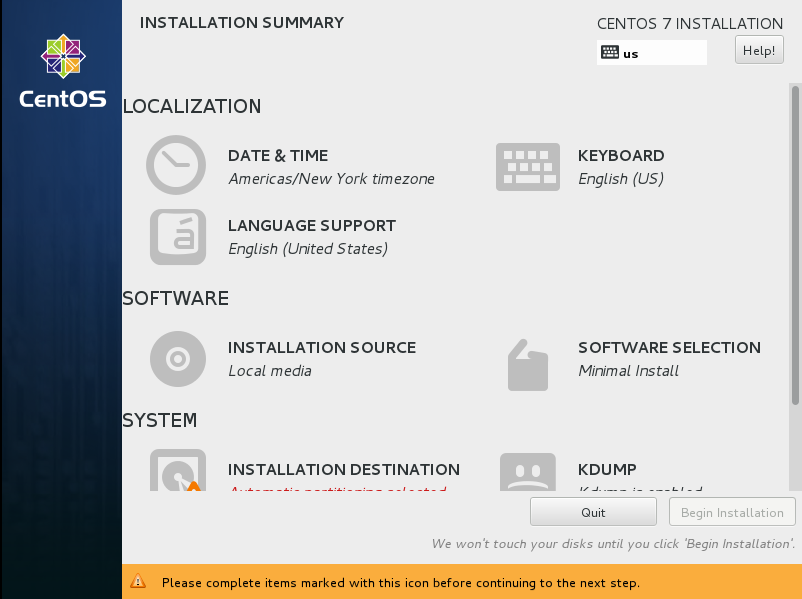 INSTALLATION SUMMARY
CENTOS 7 INSTALLATION
us
Help!
CentOS
LOCALIZATION
DATE & TIME
Americas/New York timezone
KEYBOARD
English (US)
á
LANGUAGE SUPPORT
English (United States)
SOFTWARE
INSTALLATION SOURCE
Local media
SOFTWARE SELECTION
Minimal Install
SYSTEM
INSTALLATION DESTINATION
Automatic partitioning selected
KDUMP
Kdump is enabled
Quit
Begin Installation
We won't touch your disks until you click 'Begin Installation'.
Please complete items marked with this icon before continuing to the next step.